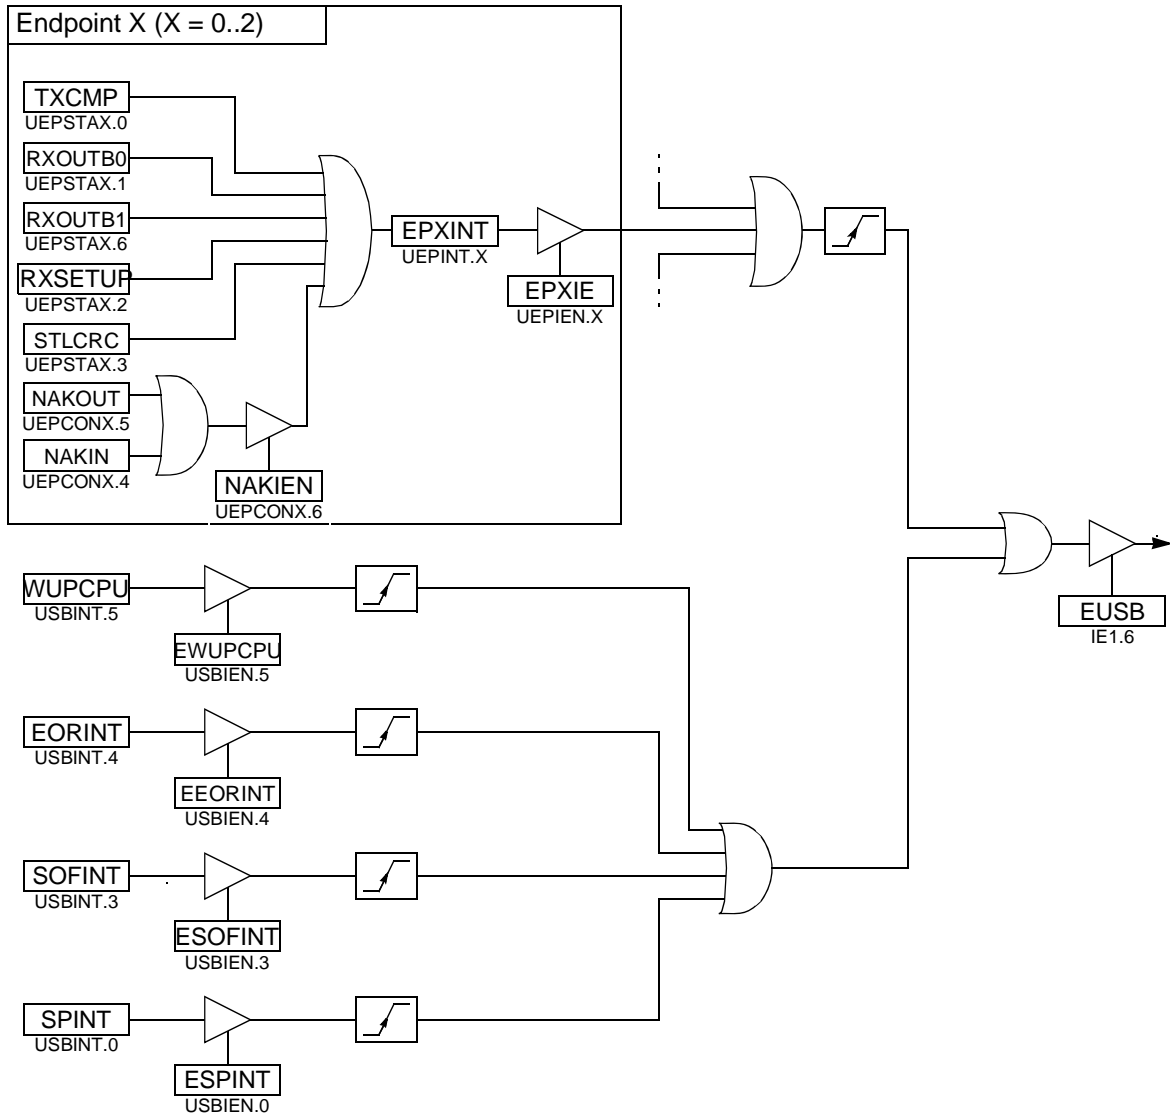 Endpoint X (X = 0..2)
TXCMP
UEPSTAX.0
RXOUTB0
UEPSTAX.1
RXOUTB1
UEPSTAX.6
RXSETUP
UEPSTAX.2
STLCRC
UEPSTAX.3
NAKOUT
UEPCONX.5
NAKIN
UEPCONX.4
NAKIEN
UEPCONX.6
EPXINT
UEPINT.X
EPXIE
UEPIEN.X
WUPCPU
USBINT.5
EWUPCPU
USBIEN.5
EUSB
IE1.6
EORINT
USBINT.4
EEORINT
USBIEN.4
SOFINT
USBINT.3
ESOFINT
USBIEN.3
SPINT
USBINT.0
ESPINT
USBIEN.0